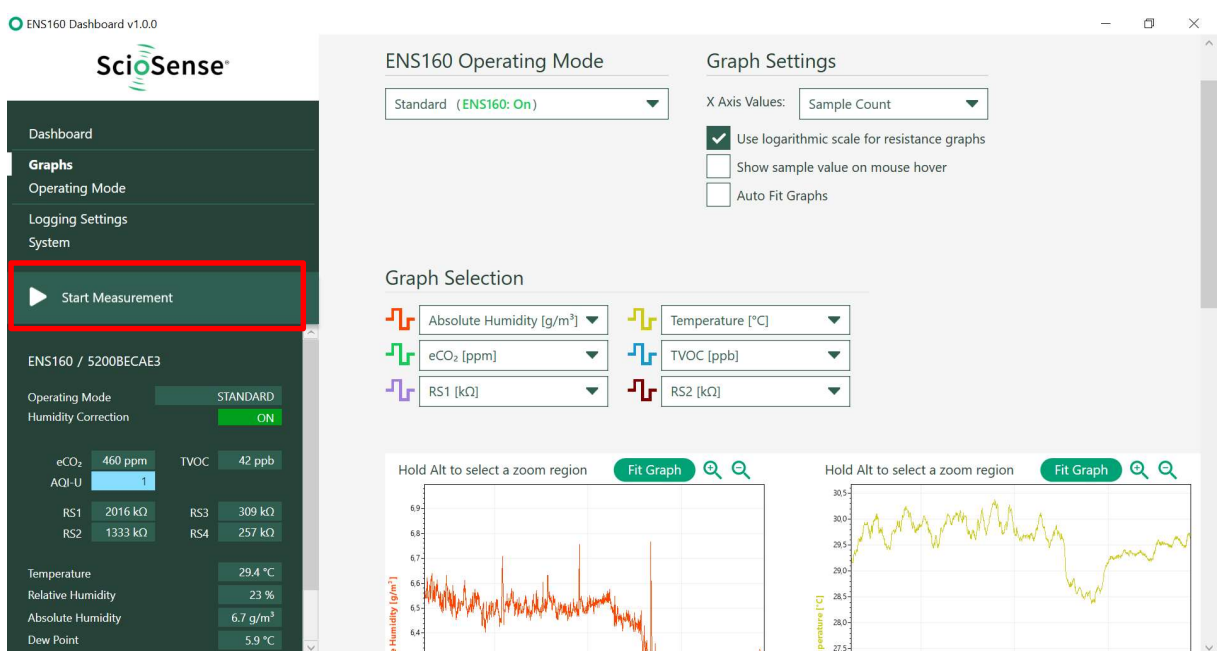 ENS160 Dashboard v1.0.0
ScioSense®
Dashboard
Graphs
Operating Mode
Logging Settings
System
Start Measurement
ENS160 / 5200BECAE3
Operating Mode STANDARD
Humidity Correction ON
eCO₂ 460 ppm TVOC 42 ppb
AQI-U 1
RS1 2016 kΩ RS3 309 kΩ
RS2 1333 kΩ RS4 257 kΩ
Temperature 29.4 °C
Relative Humidity 23 %
Absolute Humidity 6.7 g/m³
Dew Point 5.9 °C
ENS160 Operating Mode
Standard (ENS160: On)
Graph Settings
X Axis Values: Sample Count
Use logarithmic scale for resistance graphs
Show sample value on mouse hover
Auto Fit Graphs
Graph Selection
Absolute Humidity [g/m³] Temperature [°C]
eCO₂ [ppm] TVOC [ppb]
RS1 [kΩ] RS2 [kΩ]
Hold Alt to select a zoom region Fit Graph
6,9
6,8
6,7
6,6
6,5
6,4
Humidity [g/m³]
Hold Alt to select a zoom region Fit Graph
30,5
30,0
29,5
29,0
28,5
28,0
27,5
perature [°C]